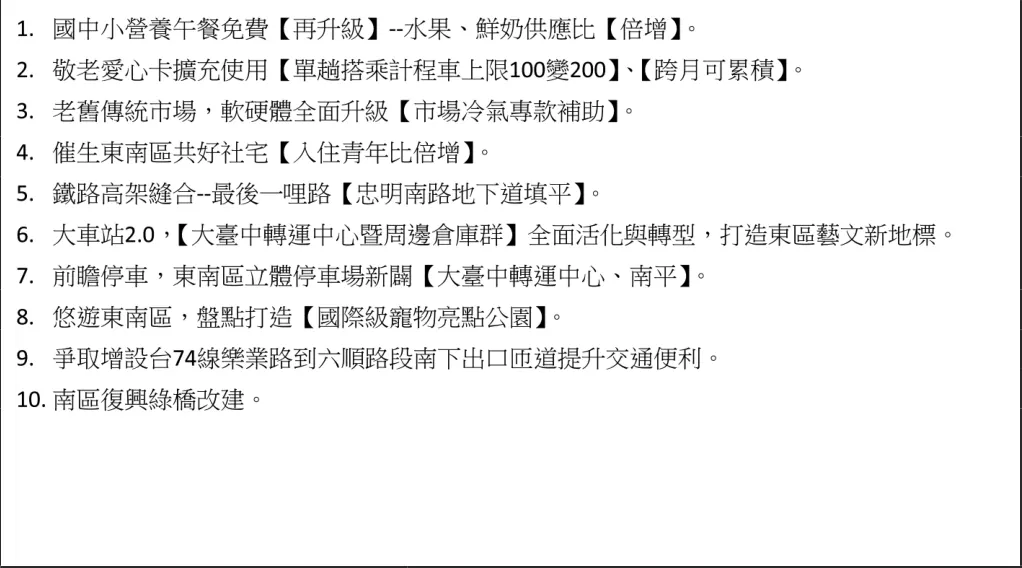 1. 國中小營養午餐免費【再升級】--水果、鮮奶供應比【倍增】。
2. 敬老愛心卡擴充使用【單趟搭乘計程車上限100變200】、【跨月可累積】。
3. 老舊傳統市場，軟硬體全面升級【市場冷氣專款補助】。
4. 催生東南區共好社宅【入住青年比倍增】。
5. 鐵路高架縫合--最後一哩路【忠明南路地下道填平】。
6. 大車站2.0，【大臺中轉運中心暨周邊倉庫群】全面活化與轉型，打造東區藝文新地標。
7. 前瞻停車，東南區立體停車場新闢【大臺中轉運中心、南平】。
8. 悠遊東南區，盤點打造【國際級寵物亮點公園】。
9. 爭取增設台74線樂業路到六順路段南下出口匝道提升交通便利。
10. 南區復興綠橋改建。